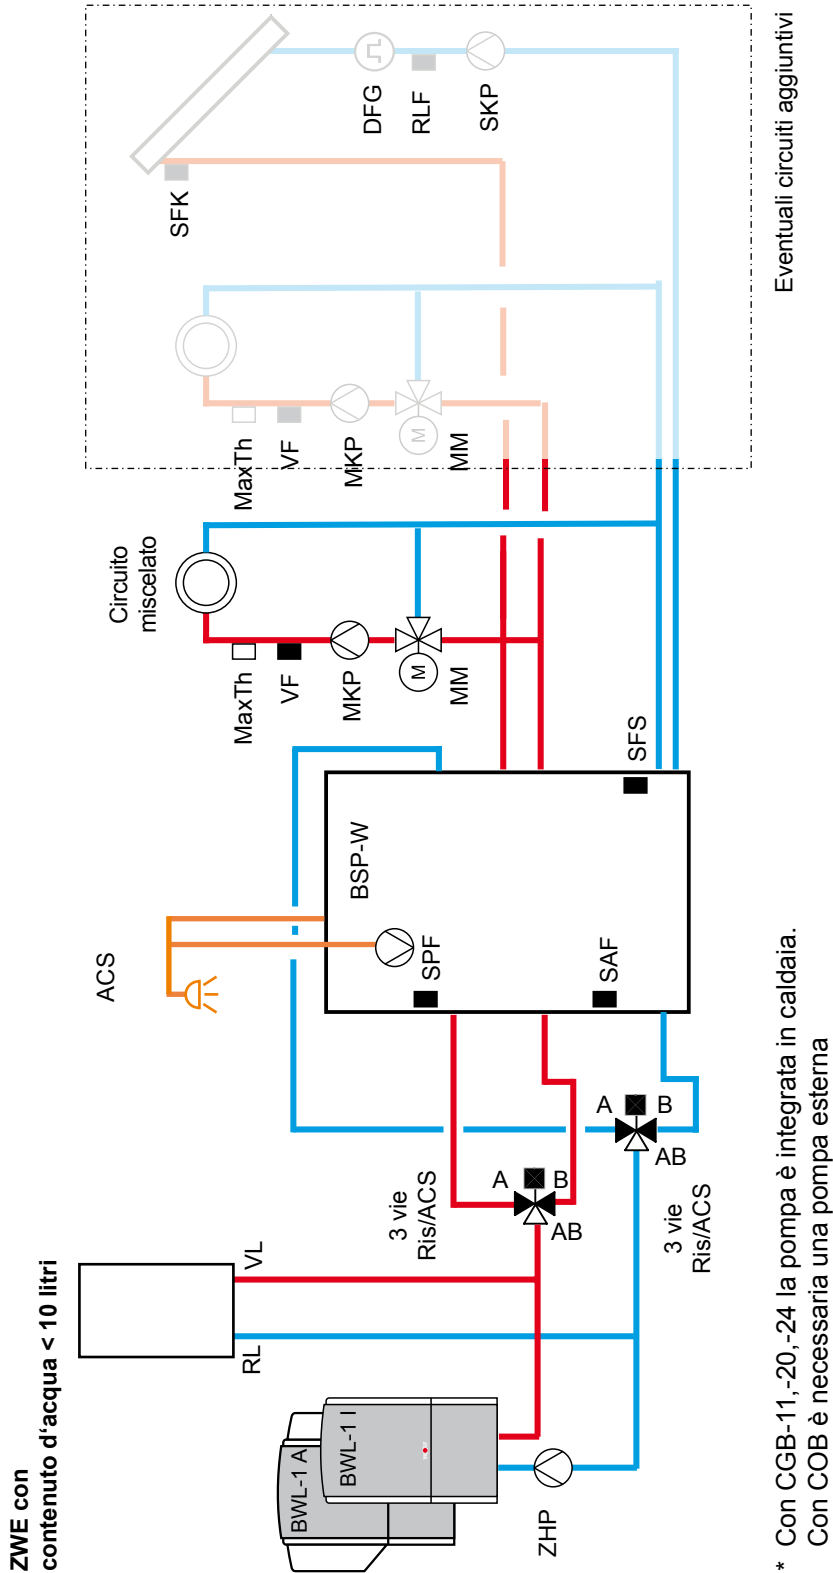 ZWE con
contenuto d‘acqua < 10 litri
RL
VL
BWL-1 A
BWL-1 I
ZHP
3 vie
Ris/ACS
A
B
AB
3 vie
Ris/ACS
A
B
AB
ACS
BSP-W
SPF
SAF
SFS
Circuito
miscelato
MaxTh
VF
MKP
M
MM
MaxTh
VF
MKP
M
MM
SFK
DFG
RLF
SKP
Eventuali circuiti aggiuntivi
* Con CGB-11,-20,-24 la pompa è integrata in caldaia.
Con COB è necessaria una pompa esterna